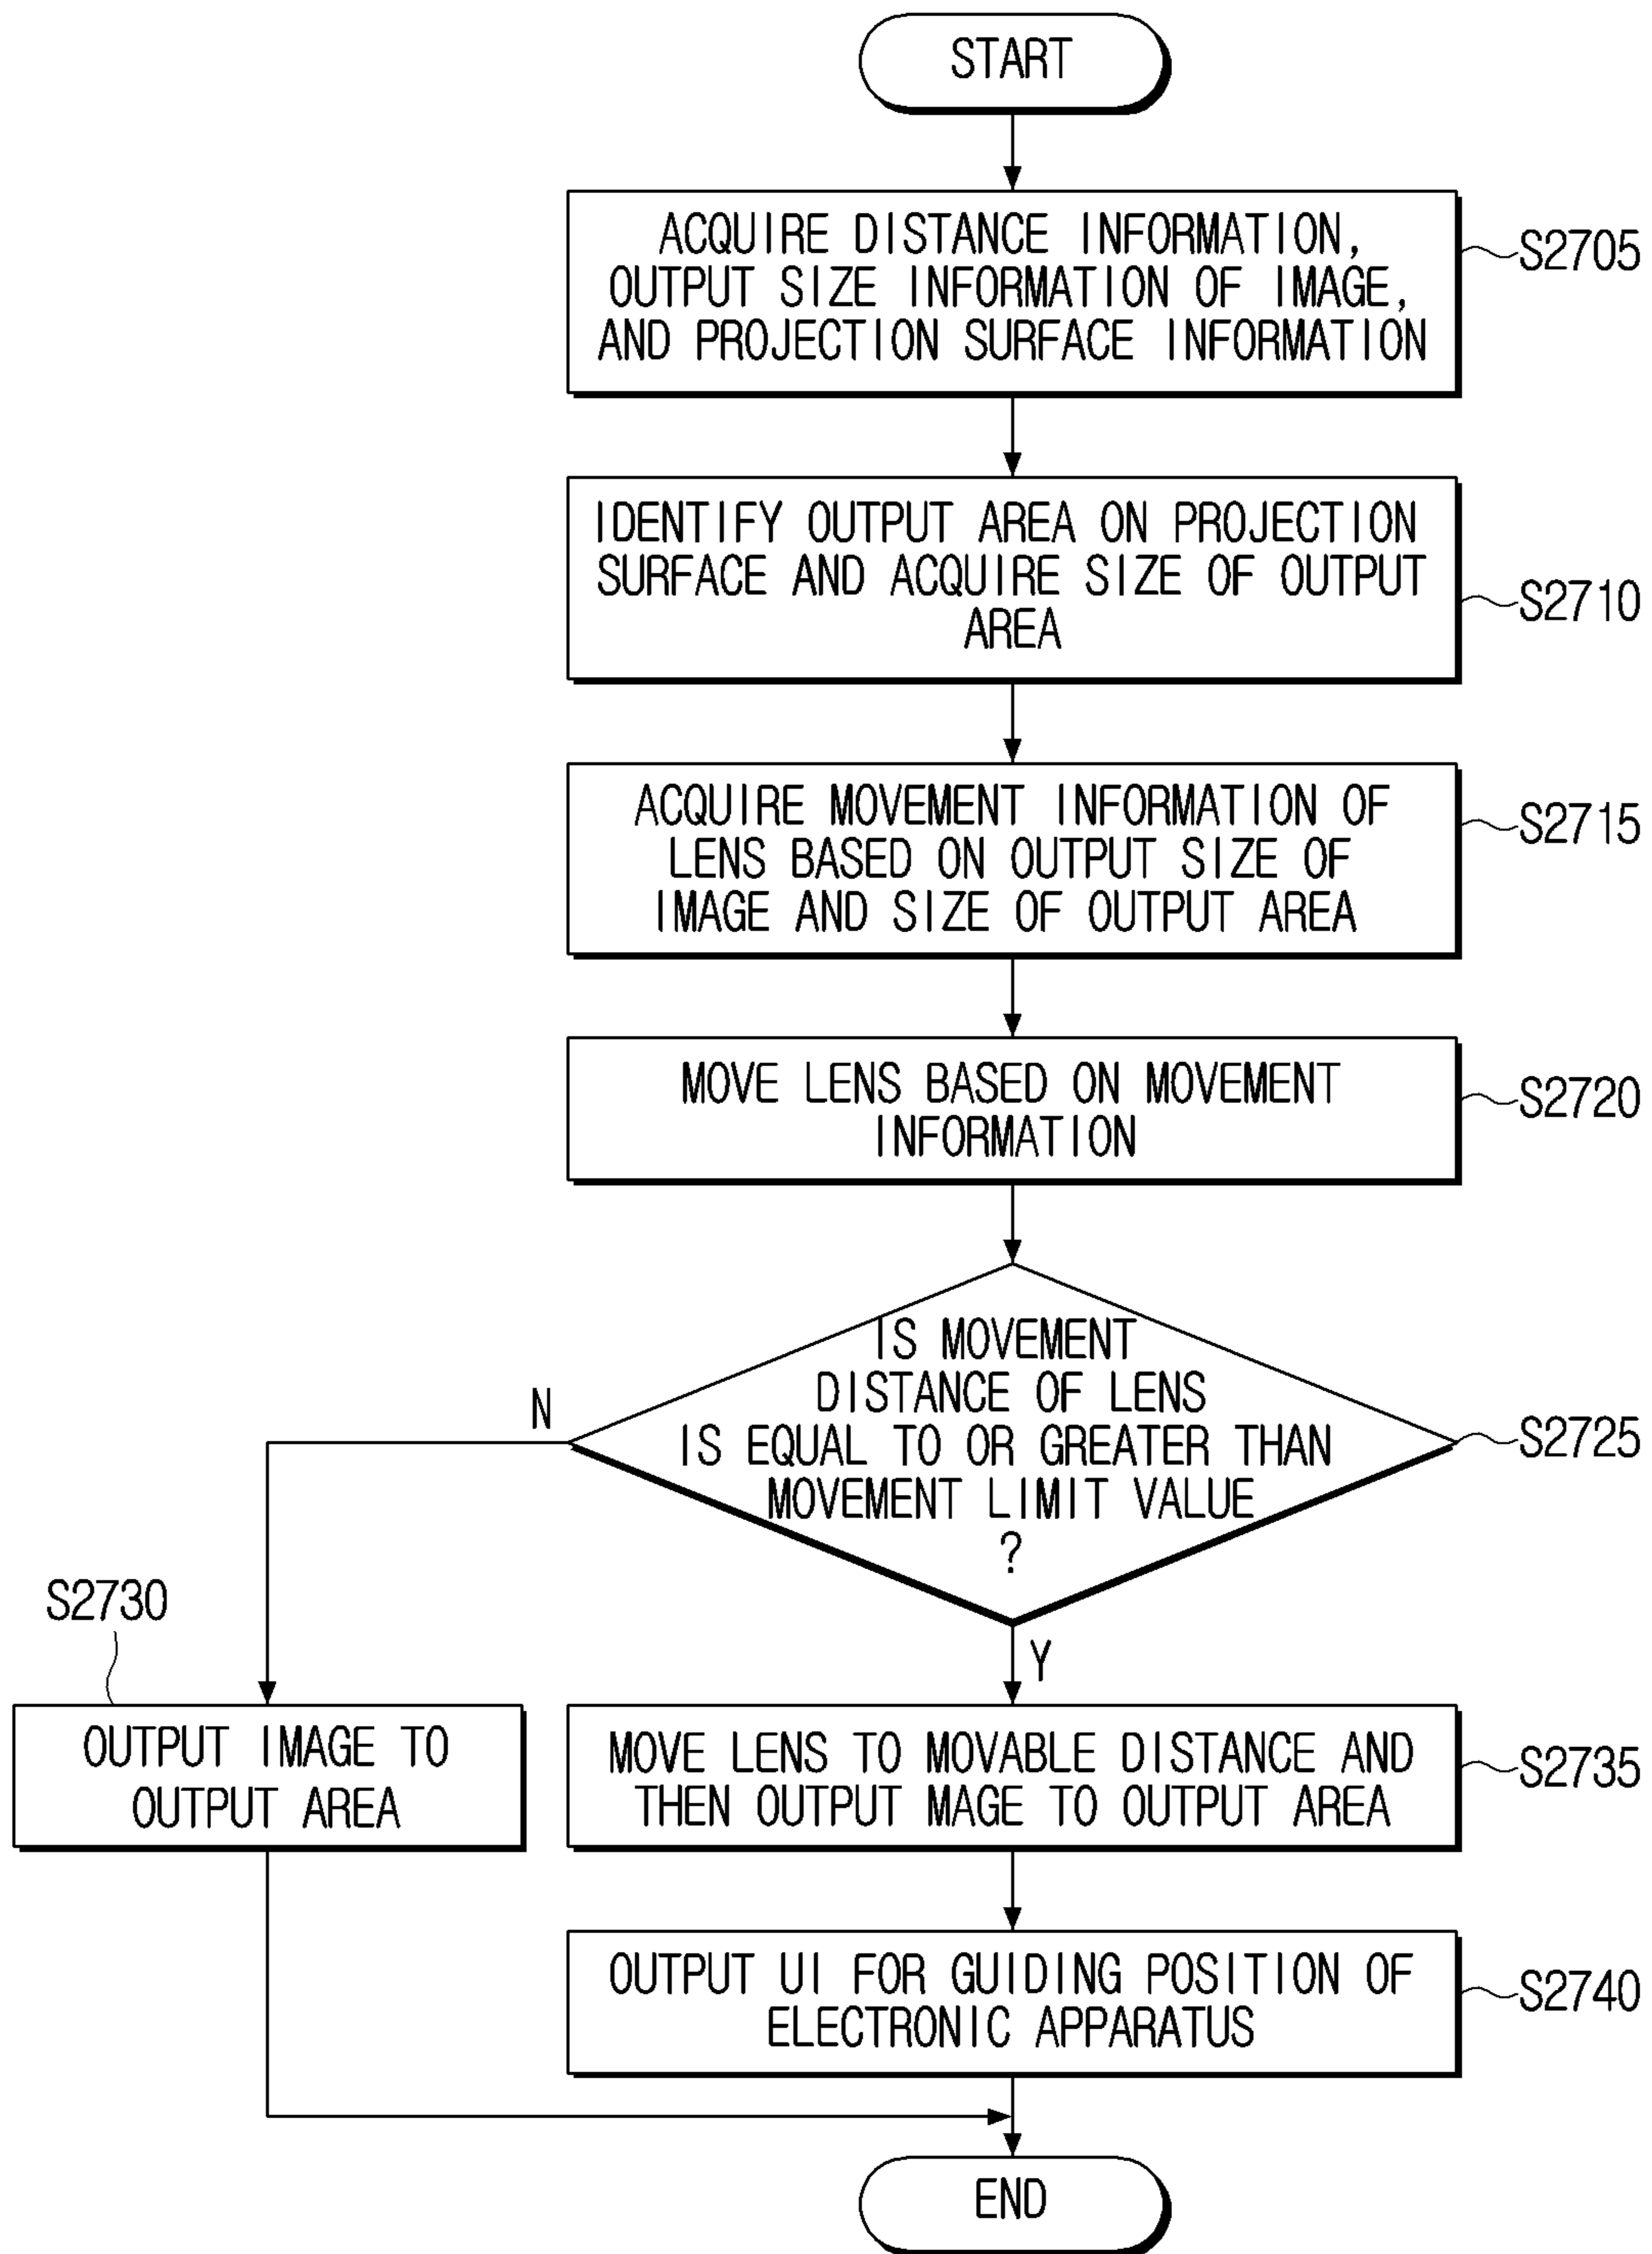 START
ACQUIRE DISTANCE INFORMATION,
OUTPUT SIZE INFORMATION OF IMAGE,
AND PROJECTION SURFACE INFORMATION
S2705
IDENTIFY OUTPUT AREA ON PROJECTION
SURFACE AND ACQUIRE SIZE OF OUTPUT
AREA
S2710
ACQUIRE MOVEMENT INFORMATION OF
LENS BASED ON OUTPUT SIZE OF
IMAGE AND SIZE OF OUTPUT AREA
S2715
MOVE LENS BASED ON MOVEMENT
INFORMATION
S2720
IS MOVEMENT
DISTANCE OF LENS
IS EQUAL TO OR GREATER THAN
MOVEMENT LIMIT VALUE
?
S2725
N
Y
S2730
OUTPUT IMAGE TO
OUTPUT AREA
MOVE LENS TO MOVABLE DISTANCE AND
THEN OUTPUT MAGE TO OUTPUT AREA
S2735
OUTPUT UI FOR GUIDING POSITION OF
ELECTRONIC APPARATUS
S2740
END